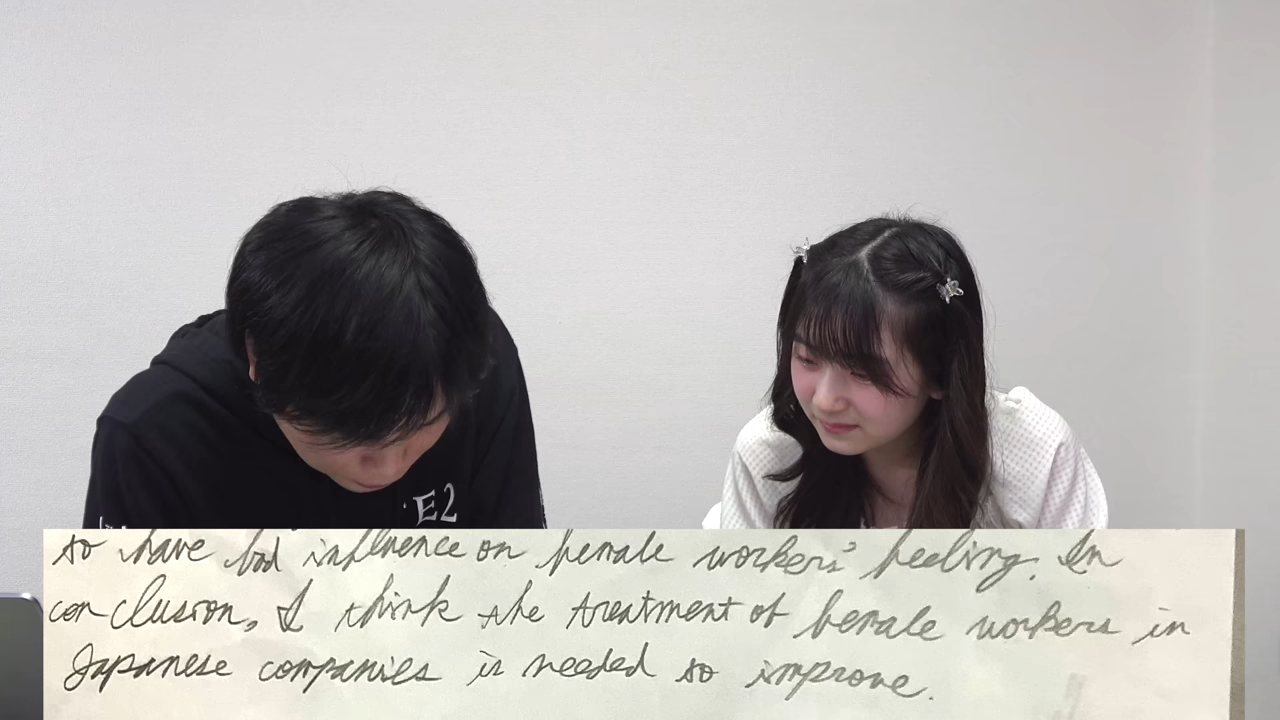 E2
to have bad influence on female workers' feeling. In
conclusion, I think the treatment of female workers in
Japanese companies is needed to improve.